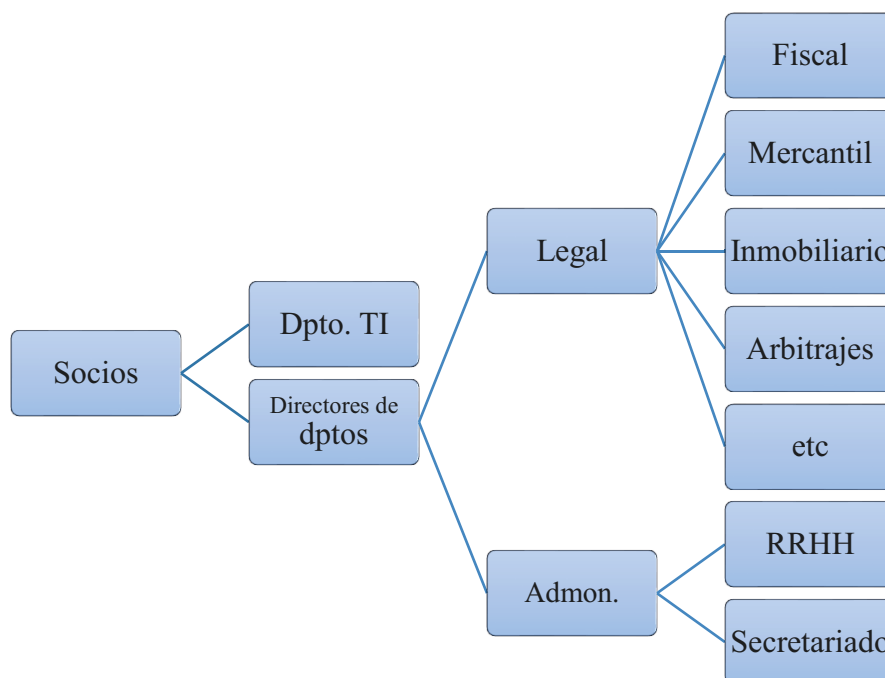 Fiscal
Mercantil
Legal
Inmobiliario
Dpto. TI
Socios
Arbitrajes
Directores de
dptos
etc
RRHH
Admon.
Secretariado